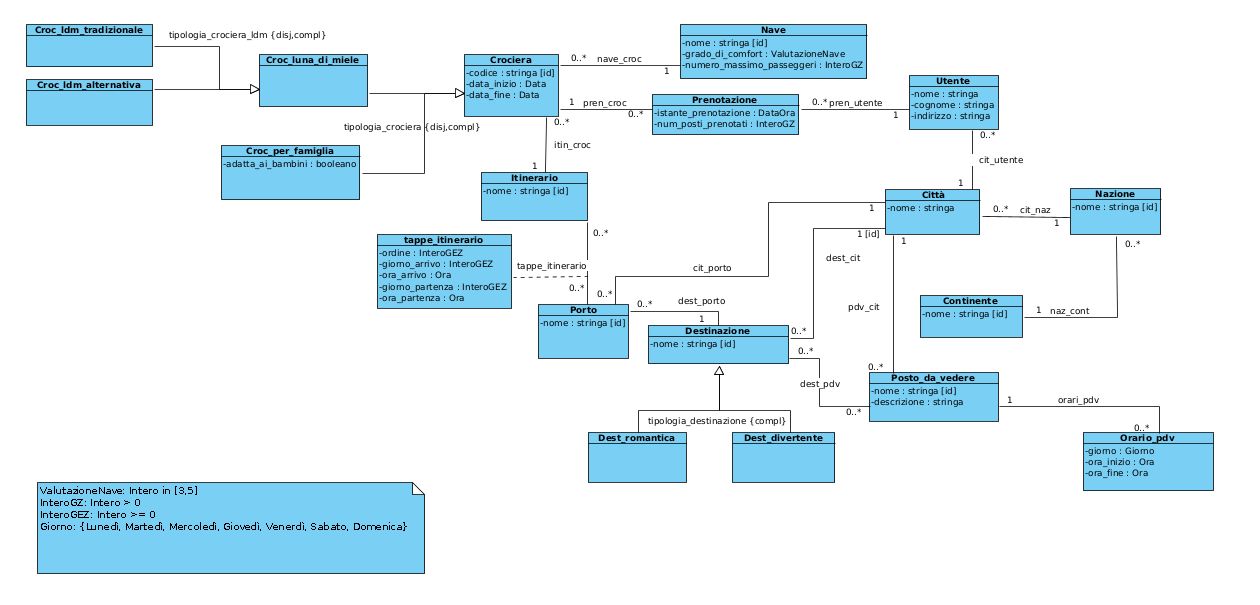 Croc_ldm_tradizionale
tipologia_crociera_ldm {disj,compl}
Croc_ldm_alternativa
Croc_luna_di_miele
tipologia_crociera {disj,compl}
Croc_per_famiglia
-adatta_ai_bambini : booleano
Crociera
-codice : stringa [id]
-data_inizio : Data
-data_fine : Data
0..*
nave_croc
1
Nave
-nome : stringa [id]
-grado_di_comfort : ValutazioneNave
-numero_massimo_passeggeri : InteroGZ
1
pren_croc
0..*
Prenotazione
-istante_prenotazione : DataOra
-num_posti_prenotati : InteroGZ
0..*
pren_utente
1
Utente
-nome : stringa
-cognome : stringa
-indirizzo : stringa
0..*
cit_utente
1
0..*
itin_croc
1
Itinerario
-nome : stringa [id]
0..*
tappe_itinerario
0..*
tappe_itinerario
-ordine : InteroGEZ
-giorno_arrivo : InteroGEZ
-ora_arrivo : Ora
-giorno_partenza : InteroGEZ
-ora_partenza : Ora
Città
-nome : stringa
0..*
cit_naz
1
Nazione
-nome : stringa [id]
0..*
naz_cont
1
Continente
-nome : stringa [id]
1
cit_porto
0..*
1 [id]
dest_cit
0..*
1
pdv_cit
0..*
Porto
-nome : stringa [id]
0..*
dest_porto
1
Destinazione
-nome : stringa [id]
0..*
dest_pdv
0..*
Posto_da_vedere
-nome : stringa [id]
-descrizione : stringa
1
orari_pdv
0..*
Orario_pdv
-giorno : Giorno
-ora_inizio : Ora
-ora_fine : Ora
tipologia_destinazione {compl}
Dest_romantica
Dest_divertente
ValutazioneNave: Intero in [3,5]
InteroGZ: Intero > 0
InteroGEZ: Intero >= 0
Giorno: {Lunedì, Martedì, Mercoledì, Giovedì, Venerdì, Sabato, Domenica}